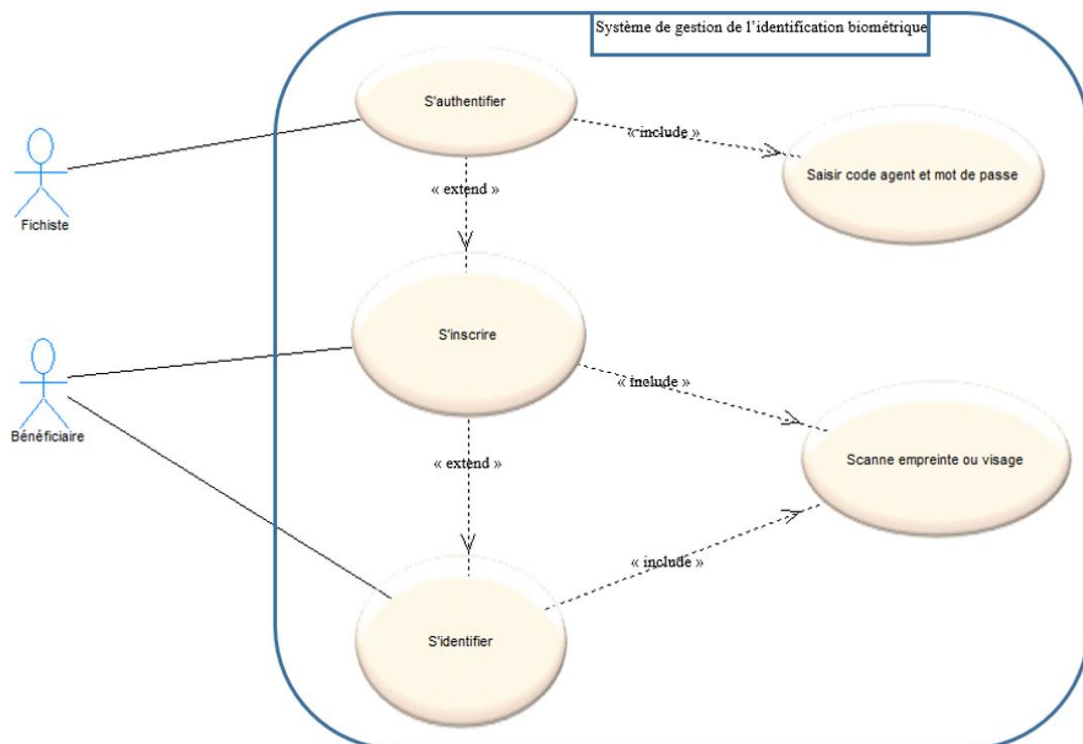 Système de gestion de l'identification biométrique
S'authentifier
« include »
Saisir code agent et mot de passe
Fichiste
« extend »
S'inscrire
« include »
Bénéficiaire
« extend »
Scanne empreinte ou visage
« include »
S'identifier